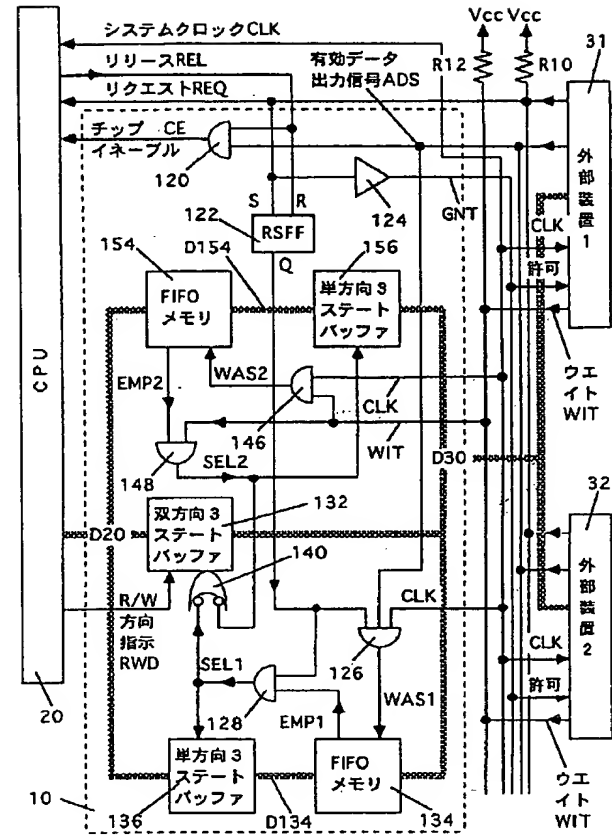 Vcc Vcc
システムクロックCLK
有効データ
出力信号ADS
R12
R10
31
リリースREL
リクエストREQ
チップ CE
イネーブル
120
S
R
124
GNT
外部装置1
122
RSFF
CLK
154
D154
Q
156
許可
FIFO
メモリ
単方向3
ステート
バッファ
CPU
EMP2
WAS2
146
CLK
ウエ
イト
WIT
WIT
148
SEL2
D30
132
32
D20
双方向3
ステート
バッファ
140
外部装置2
R/W
方向
指示
RWD
CLK
126
CLK
SEL1
128
許可
20
EMP1
WAS1
10
単方向3
ステート
バッファ
136
D134
FIFO
メモリ
134
ウエ
イト
WIT